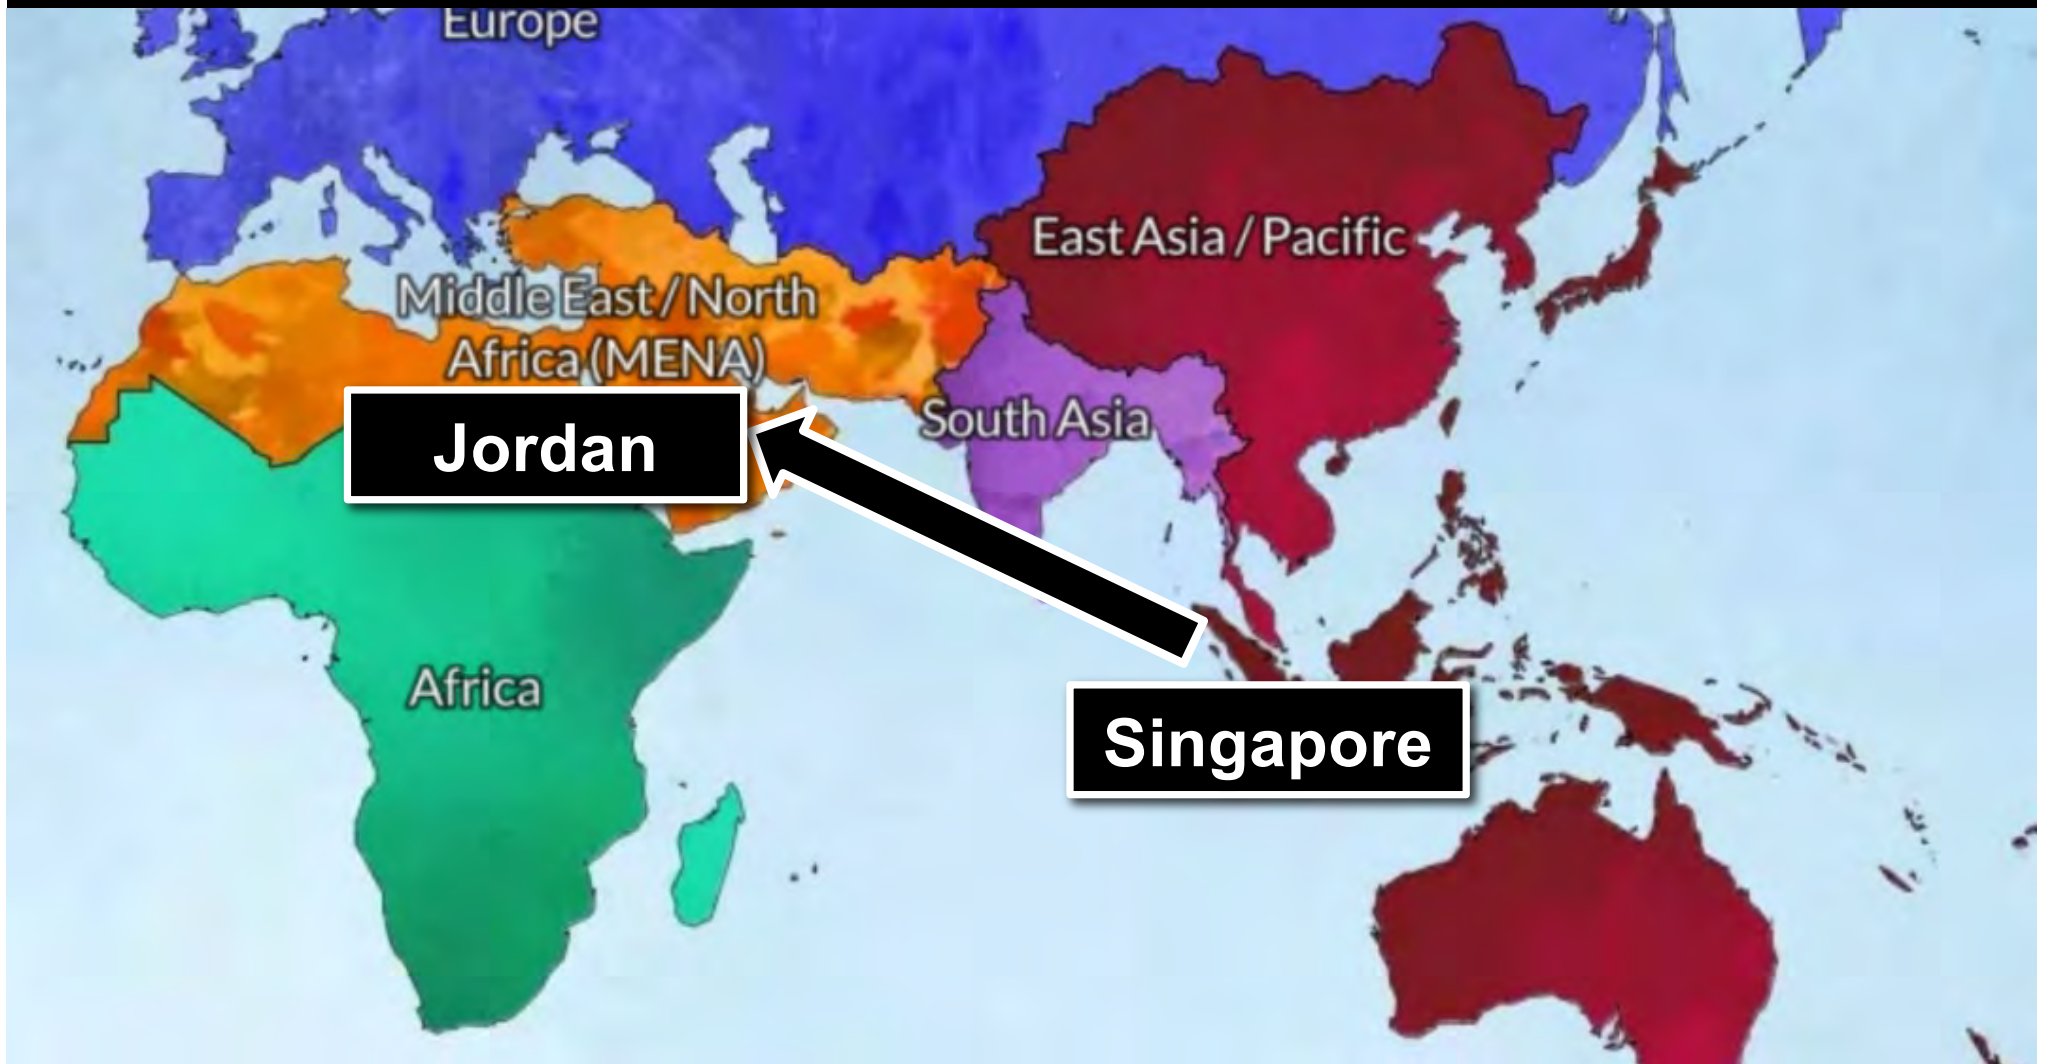 Europe
East Asia / Pacific
Middle East / North
Africa (MENA)
South Asia
Jordan
Africa
Singapore